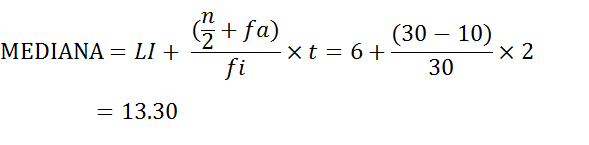 MEDIANA = LI + (n/2 + fa)/fi × t = 6 + (30 − 10)/30 × 2
= 13.30